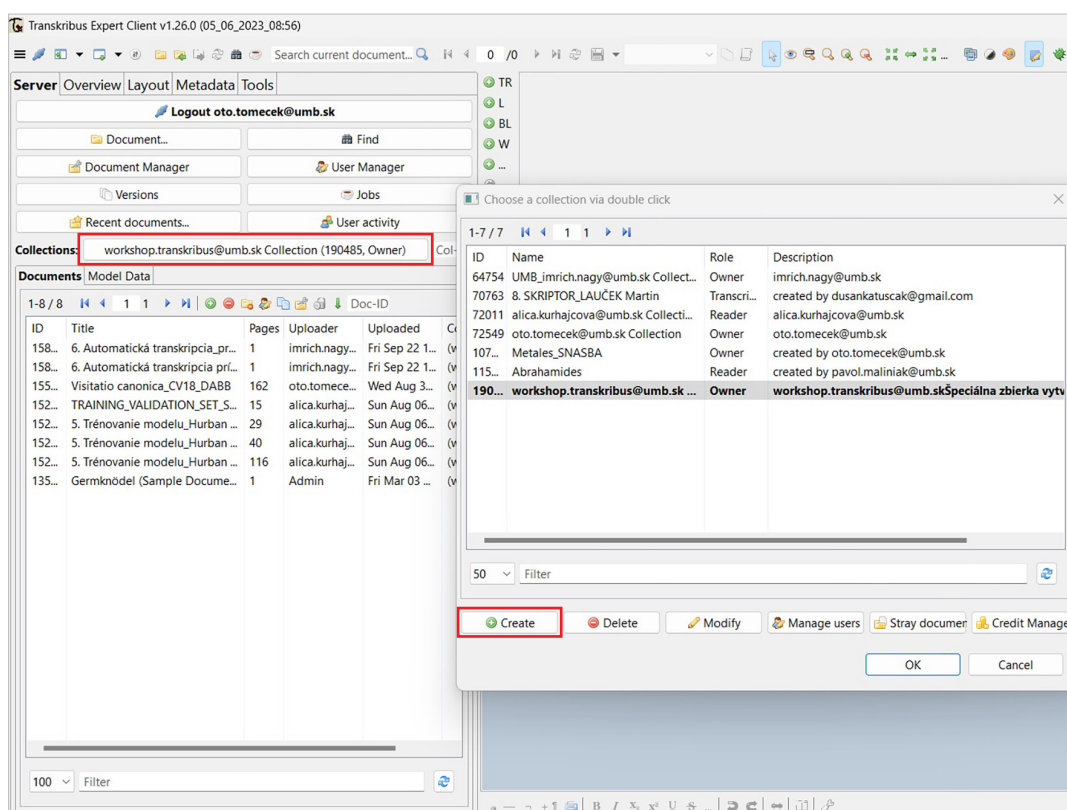 Transkribus Expert Client v1.26.0 (05_06_2023_08:56)
Search current document... 0 /0
Server Overview Layout Metadata Tools
Logout oto.tomecek@umb.sk
Document... Find
Document Manager User Manager
Versions Jobs
Recent documents... User activity
Collections: workshop.transkribus@umb.sk Collection (190485, Owner) Col-
Documents Model Data
1-8 / 8 1 1 Doc-ID
ID Title Pages Uploader Uploaded
158... 6. Automatická transkripcia_pr... 1 imrich.nagy... Fri Sep 22 1...
158... 6. Automatická transkripcia prí... 1 imrich.nagy... Fri Sep 22 1...
155... Visitatio canonica_CV18_DABB 162 oto.tomece... Wed Aug 3...
152... TRAINING_VALIDATION_SET_S... 15 alica.kurhaj... Sun Aug 06...
152... 5. Trénovanie modelu_Hurban ... 29 alica.kurhaj... Sun Aug 06...
152... 5. Trénovanie modelu_Hurban ... 40 alica.kurhaj... Sun Aug 06...
152... 5. Trénovanie modelu_Hurban ... 116 alica.kurhaj... Sun Aug 06...
135... Germknödel (Sample Docume... 1 Admin Fri Mar 03 ...
100 Filter
TR
L
BL
W
...
Choose a collection via double click
1-7 / 7 1 1
ID Name Role Description
64754 UMB_imrich.nagy@umb.sk Collect... Owner imrich.nagy@umb.sk
70763 8. SKRIPTOR_LAUČEK Martin Transcri... created by dusankatuscak@gmail.com
72011 alica.kurhajcova@umb.sk Collecti... Reader alica.kurhajcova@umb.sk
72549 oto.tomecek@umb.sk Collection Owner oto.tomecek@umb.sk
107... Metales_SNASBA Owner created by oto.tomecek@umb.sk
115... Abrahamides Reader created by pavol.maliniak@umb.sk
190... workshop.transkribus@umb.sk ... Owner workshop.transkribus@umb.skŠpeciálna zbierka vytv
50 Filter
Create Delete Modify Manage users Stray documen Credit Manage
OK Cancel
B I X₁ X² U S ...